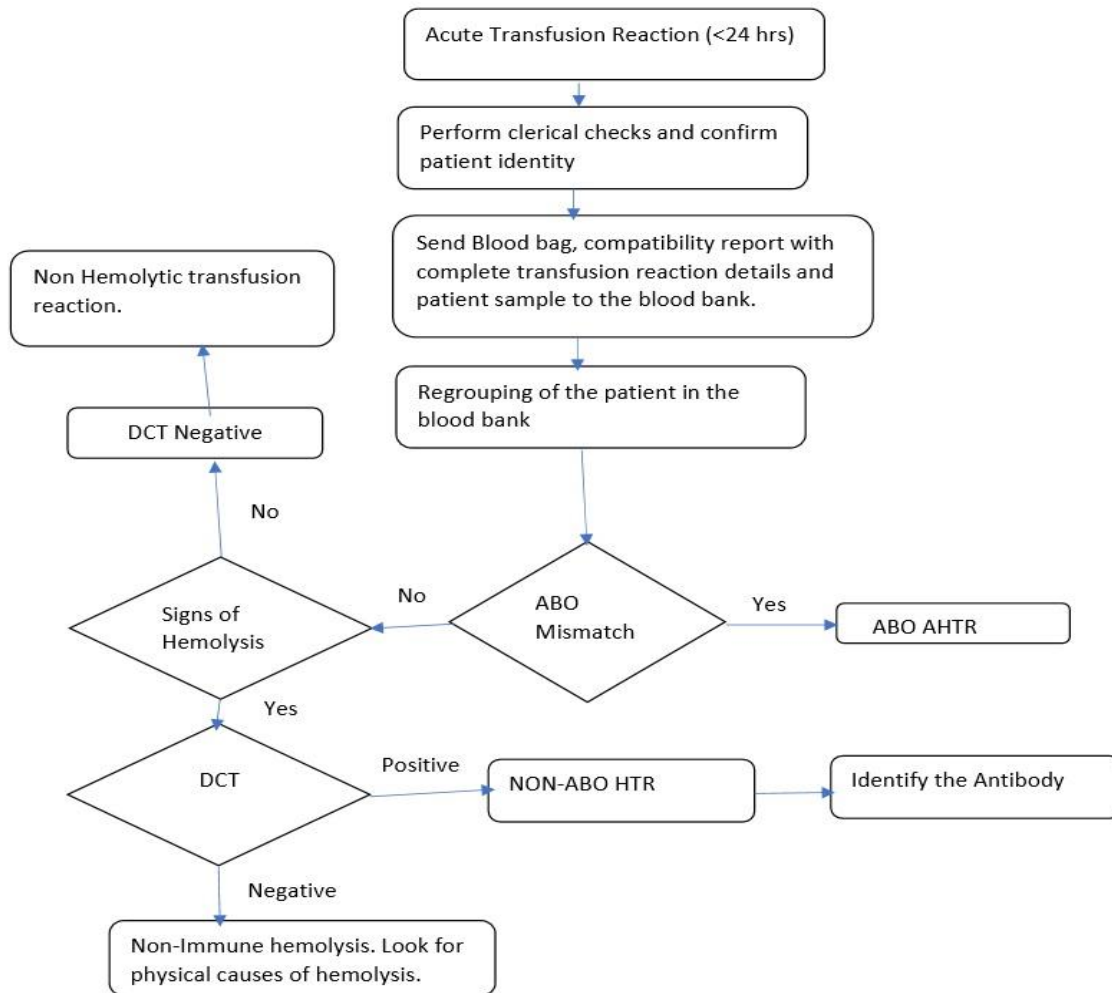 Acute Transfusion Reaction (<24 hrs)
Perform clerical checks and confirm
patient identity
Send Blood bag, compatibility report with
complete transfusion reaction details and
patient sample to the blood bank.
Non Hemolytic transfusion
reaction.
Regrouping of the patient in the
blood bank
DCT Negative
No
Signs of
Hemolysis
No
ABO
Mismatch
Yes
ABO AHTR
Yes
DCT
Positive
NON-ABO HTR
Identify the Antibody
Negative
Non-Immune hemolysis. Look for
physical causes of hemolysis.